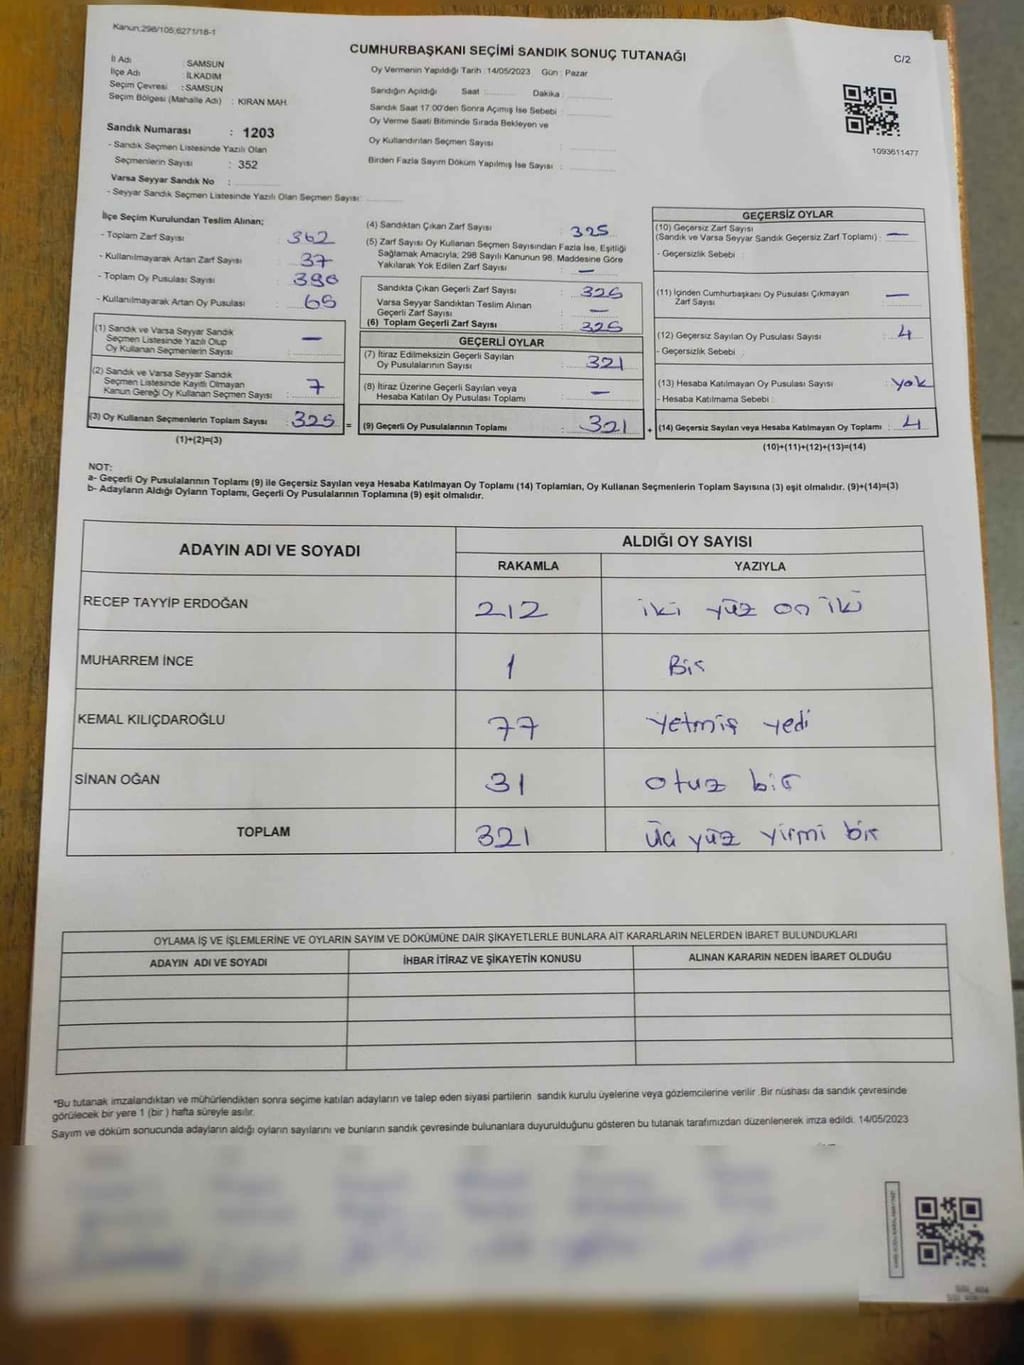 Kanun;298/105;6271/18-1
CUMHURBAŞKANI SEÇİMİ SANDIK SONUÇ TUTANAĞI
C/2
İl Adı : SAMSUN
İlçe Adı : İLKADIM
Seçim Çevresi : SAMSUN
Seçim Bölgesi (Mahalle Adı) : KIRAN MAH.
Sandık Numarası : 1203
- Sandık Seçmen Listesinde Yazılı Olan
Seçmenlerin Sayısı : 352
Varsa Seyyar Sandık No :
- Seyyar Sandık Seçmen Listesinde Yazılı Olan Seçmen Sayısı:
Oy Vermenin Yapıldığı Tarih :14/05/2023 Gün : Pazar
Sandığın Açıldığı Saat : Dakika :
Sandık Saat 17:00'den Sonra Açımış İse Sebebi :
Oy Verme Saati Bitiminde Sırada Bekleyen ve
Oy Kullandırılan Seçmen Sayısı :
Birden Fazla Sayım Döküm Yapılmış İse Sayısı :
1093611477
İlçe Seçim Kurulundan Teslim Alınan;
- Toplam Zarf Sayısı : 362
- Kullanılmayarak Artan Zarf Sayısı : 37
- Toplam Oy Pusulası Sayısı : 390
- Kullanılmayarak Artan Oy Pusulası : 65
(1) Sandık ve Varsa Seyyar Sandık
Seçmen Listesinde Yazılı Olup
Oy Kullanan Seçmenlerin Sayısı : —
(2) Sandık ve Varsa Seyyar Sandık
Seçmen Listesinde Kayıtlı Olmayan
Kanun Gereği Oy Kullanan Seçmen Sayısı : 7
(3) Oy Kullanan Seçmenlerin Toplam Sayısı : 325 =
(1)+(2)=(3)
(4) Sandıktan Çıkan Zarf Sayısı : 325
(5) Zarf Sayısı Oy Kullanan Seçmen Sayısından Fazla İse, Eşitliği
Sağlamak Amacıyla, 298 Sayılı Kanunun 98. Maddesine Göre
Yakılarak Yok Edilen Zarf Sayısı : —
Sandıkta Çıkan Geçerli Zarf Sayısı : 325
Varsa Seyyar Sandıktan Teslim Alınan
Geçerli Zarf Sayısı : —
(6) Toplam Geçerli Zarf Sayısı : 325
GEÇERLİ OYLAR
(7) İtiraz Edilmeksizin Geçerli Sayılan
Oy Pusulalarının Sayısı : 321
(8) İtiraz Üzerine Geçerli Sayılan veya
Hesaba Katılan Oy Pusulası Toplamı : —
(9) Geçerli Oy Pusulalarının Toplamı : 321 +
GEÇERSİZ OYLAR
(10) Geçersiz Zarf Sayısı
(Sandık ve Varsa Seyyar Sandık Geçersiz Zarf Toplamı) : —
- Geçersizlik Sebebi :
(11) İçinden Cumhurbaşkanı Oy Pusulası Çıkmayan
Zarf Sayısı : —
(12) Geçersiz Sayılan Oy Pusulası Sayısı : 4
- Geçersizlik Sebebi :
(13) Hesaba Katılmayan Oy Pusulası Sayısı : yok
- Hesaba Katılmama Sebebi :
(14) Geçersiz Sayılan veya Hesaba Katılmayan Oy Toplamı : 4
(10)+(11)+(12)+(13)=(14)
NOT:
a- Geçerli Oy Pusulalarının Toplamı (9) ile Geçersiz Sayılan veya Hesaba Katılmayan Oy Toplamı (14) Toplamları, Oy Kullanan Seçmenlerin Toplam Sayısına (3) eşit olmalıdır. (9)+(14)=(3)
b- Adayların Aldığı Oyların Toplamı, Geçerli Oy Pusulalarının Toplamına (9) eşit olmalıdır.
ADAYIN ADI VE SOYADI
ALDIĞI OY SAYISI
RAKAMLA YAZIYLA
RECEP TAYYİP ERDOĞAN 212 iki yüz on iki
MUHARREM İNCE 1 Bir
KEMAL KILIÇDAROĞLU 77 yetmiş yedi
SİNAN OĞAN 31 otuz bir
TOPLAM 321 üç yüz yirmi bir
OYLAMA İŞ VE İŞLEMLERİNE VE OYLARIN SAYIM VE DÖKÜMÜNE DAİR ŞİKAYETLERLE BUNLARA AİT KARARLARIN NELERDEN İBARET BULUNDUKLARI
ADAYIN ADI VE SOYADI İHBAR İTİRAZ VE ŞİKAYETİN KONUSU ALINAN KARARIN NEDEN İBARET OLDUĞU
*Bu tutanak imzalandıktan ve mühürlendikten sonra seçime katılan adayların ve talep eden siyasi partilerin sandık kurulu üyelerine veya gözlemcilerine verilir. Bir nüshası da sandık çevresinde
görülecek bir yere 1 (bir ) hafta süreyle asılır.
Sayım ve döküm sonucunda adayların aldığı oyların sayılarını ve bunların sandık çevresinde bulunanlara duyurulduğunu gösteren bu tutanak tarafımızdan düzenlenerek imza edildi. 14/05/2023